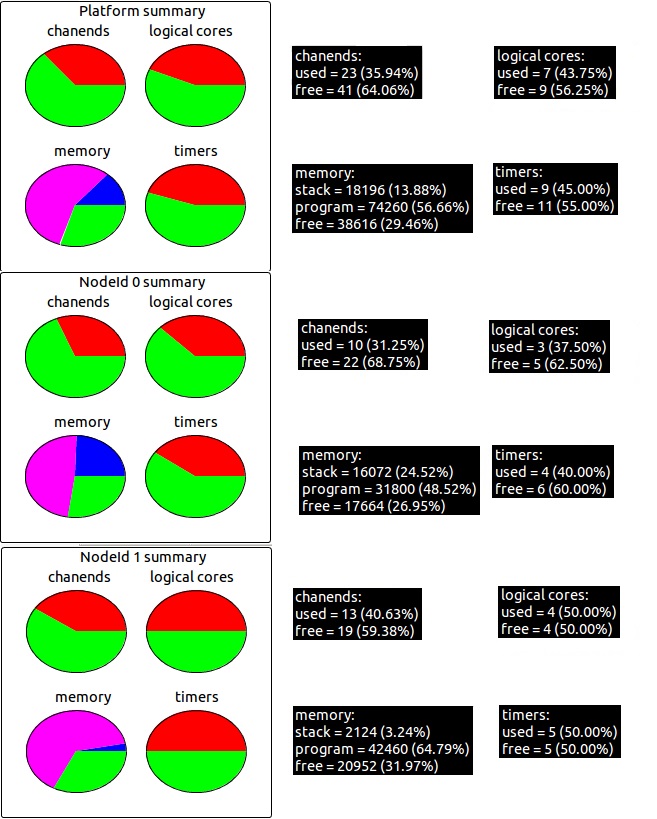 Platform summary
chanends
logical cores
memory
timers
chanends:
used = 23 (35.94%)
free = 41 (64.06%)
logical cores:
used = 7 (43.75%)
free = 9 (56.25%)
memory:
stack = 18196 (13.88%)
program = 74260 (56.66%)
free = 38616 (29.46%)
timers:
used = 9 (45.00%)
free = 11 (55.00%)
NodeId 0 summary
chanends
logical cores
memory
timers
chanends:
used = 10 (31.25%)
free = 22 (68.75%)
logical cores:
used = 3 (37.50%)
free = 5 (62.50%)
memory:
stack = 16072 (24.52%)
program = 31800 (48.52%)
free = 17664 (26.95%)
timers:
used = 4 (40.00%)
free = 6 (60.00%)
NodeId 1 summary
chanends
logical cores
memory
timers
chanends:
used = 13 (40.63%)
free = 19 (59.38%)
logical cores:
used = 4 (50.00%)
free = 4 (50.00%)
memory:
stack = 2124 (3.24%)
program = 42460 (64.79%)
free = 20952 (31.97%)
timers:
used = 5 (50.00%)
free = 5 (50.00%)